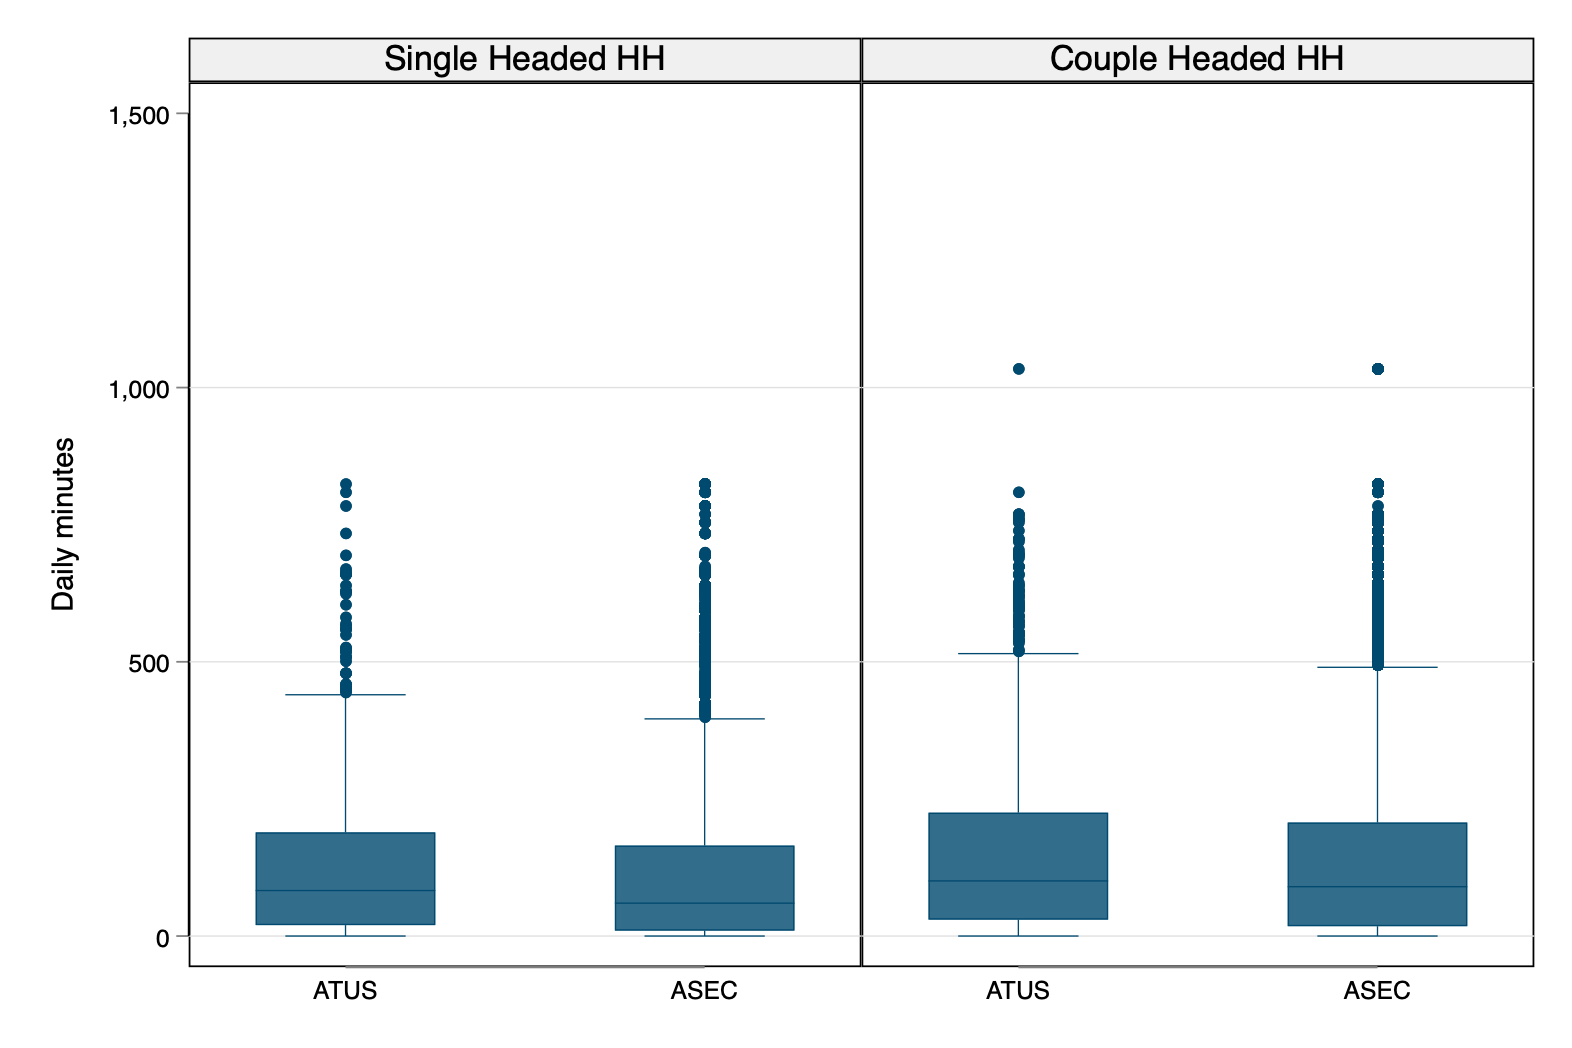 Single Headed HH
Couple Headed HH
Daily minutes
1,500
1,000
500
0
ATUS
ASEC
ATUS
ASEC